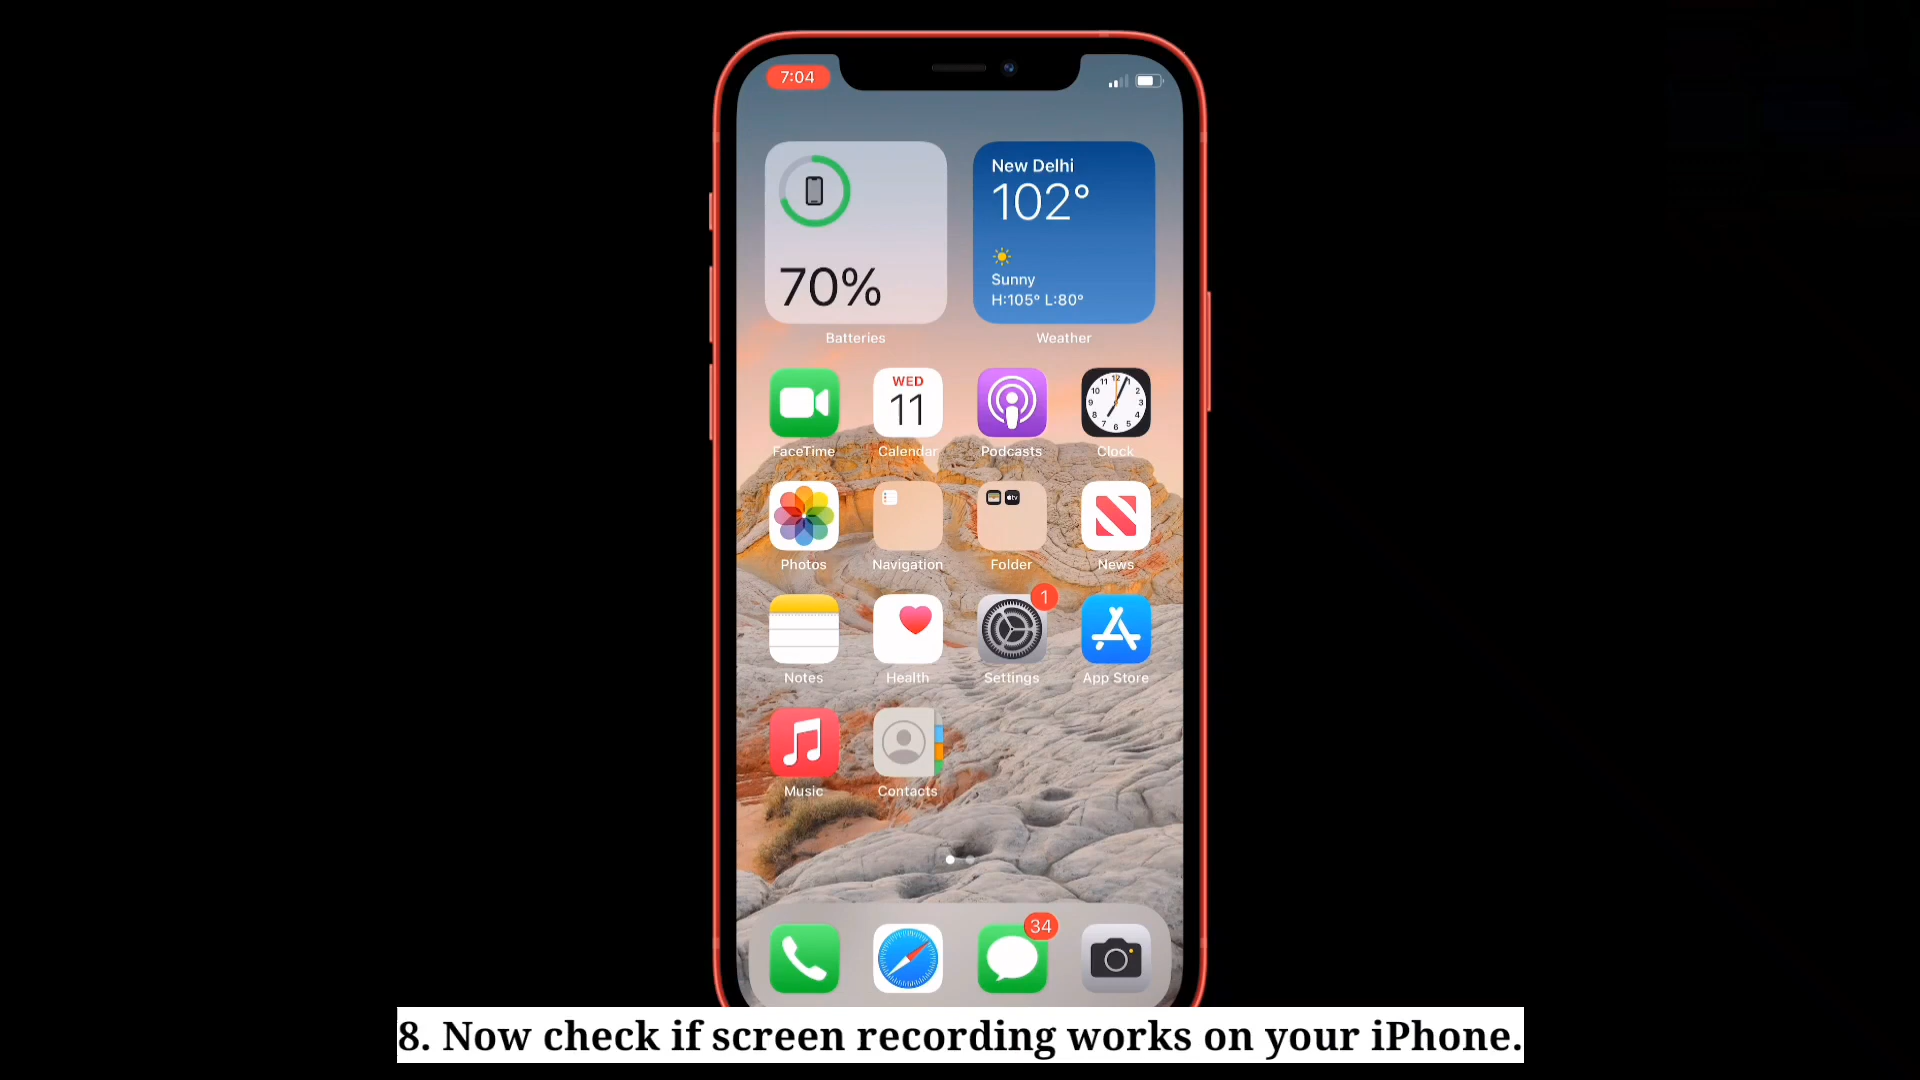 7:04
New Delhi
102°
Sunny
H:105° L:80°
70%
Batteries
Weather
WED
11
FaceTime
Calendar
Podcasts
Clock
Photos
Navigation
Folder
News
1
Notes
Health
Settings
App Store
Music
Contacts
34
8. Now check if screen recording works on your iPhone.